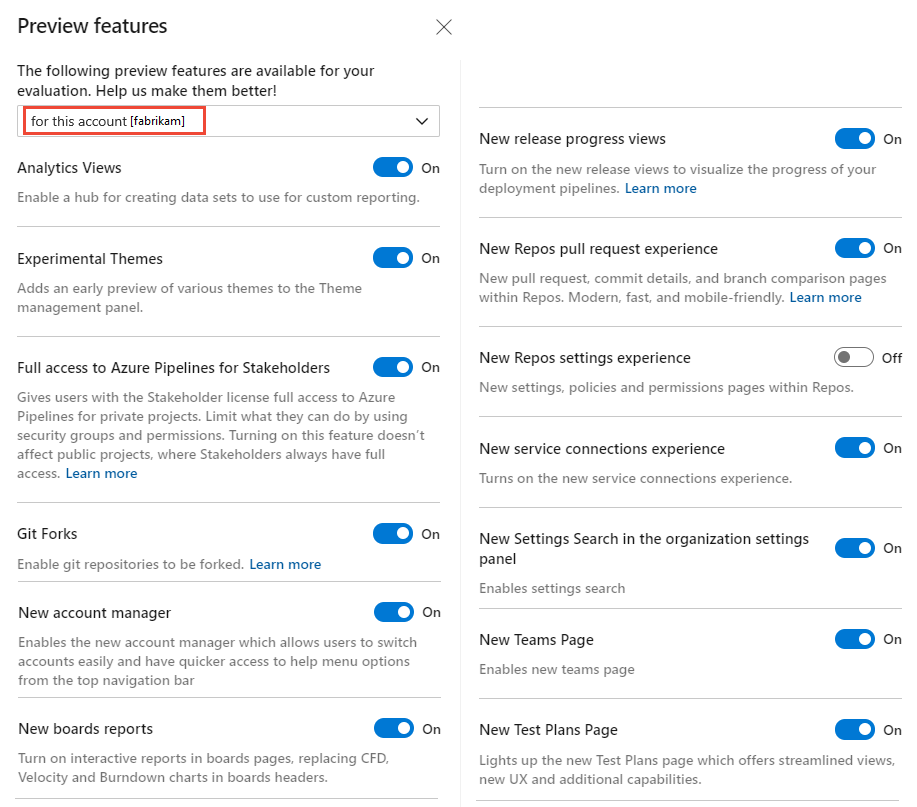 Preview features
The following preview features are available for your
evaluation. Help us make them better!
for this account [fabrikam]
Analytics Views
On
Enable a hub for creating data sets to use for custom reporting.
Experimental Themes
On
Adds an early preview of various themes to the Theme
management panel.
Full access to Azure Pipelines for Stakeholders
On
Gives users with the Stakeholder license full access to Azure
Pipelines for private projects. Limit what they can do by using
security groups and permissions. Turning on this feature doesn't
affect public projects, where Stakeholders always have full
access. Learn more
Git Forks
On
Enable git repositories to be forked. Learn more
New account manager
On
Enables the new account manager which allows users to switch
accounts easily and have quicker access to help menu options
from the top navigation bar
New boards reports
On
Turn on interactive reports in boards pages, replacing CFD,
Velocity and Burndown charts in boards headers.
New release progress views
On
Turn on the new release views to visualize the progress of your
deployment pipelines. Learn more
New Repos pull request experience
On
New pull request, commit details, and branch comparison pages
within Repos. Modern, fast, and mobile-friendly. Learn more
New Repos settings experience
Off
New settings, policies and permissions pages within Repos.
New service connections experience
On
Turns on the new service connections experience.
New Settings Search in the organization settings
panel
On
Enables settings search
New Teams Page
On
Enables new teams page
New Test Plans Page
On
Lights up the new Test Plans page which offers streamlined views,
new UX and additional capabilities.